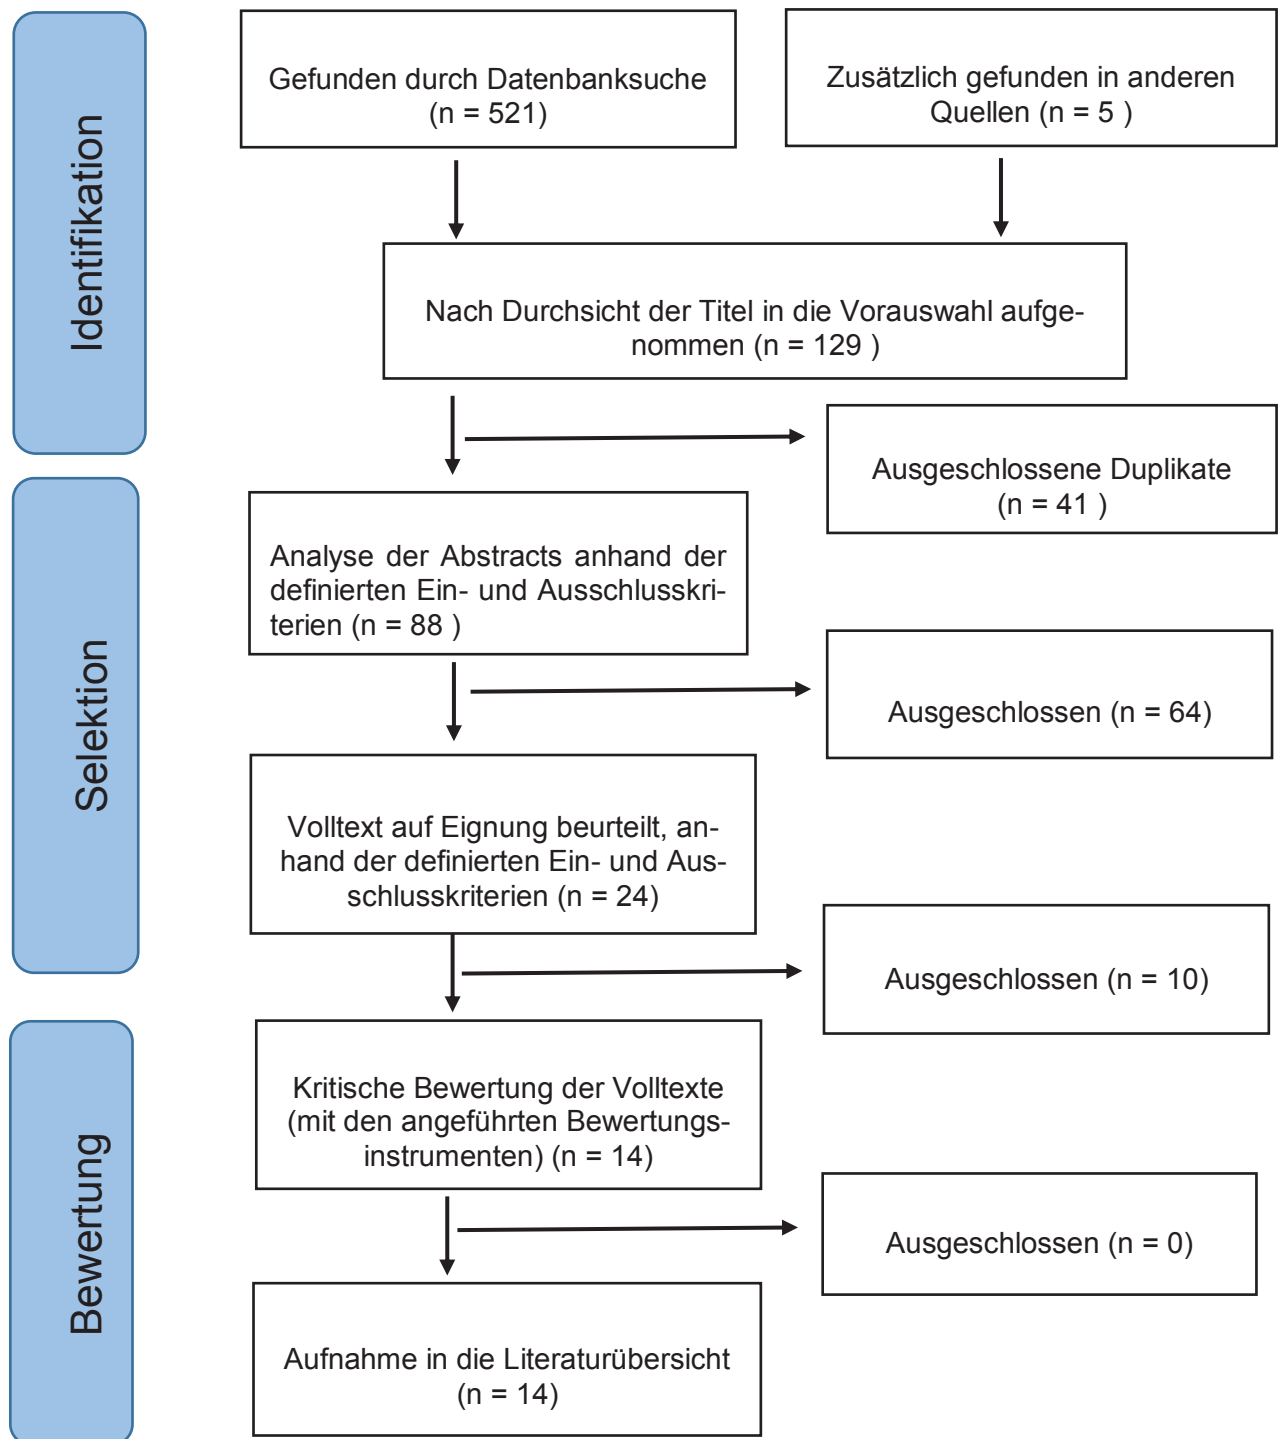 Identifikation
Gefunden durch Datenbanksuche
(n = 521)
Zusätzlich gefunden in anderen
Quellen (n = 5 )
Nach Durchsicht der Titel in die Vorauswahl aufge-
nommen (n = 129 )
Ausgeschlossene Duplikate
(n = 41 )
Selektion
Analyse der Abstracts anhand der
definierten Ein- und Ausschlusskri-
terien (n = 88 )
Ausgeschlossen (n = 64)
Volltext auf Eignung beurteilt, an-
hand der definierten Ein- und Aus-
schlusskriterien (n = 24)
Ausgeschlossen (n = 10)
Bewertung
Kritische Bewertung der Volltexte
(mit den angeführten Bewertungs-
instrumenten) (n = 14)
Ausgeschlossen (n = 0)
Aufnahme in die Literaturübersicht
(n = 14)